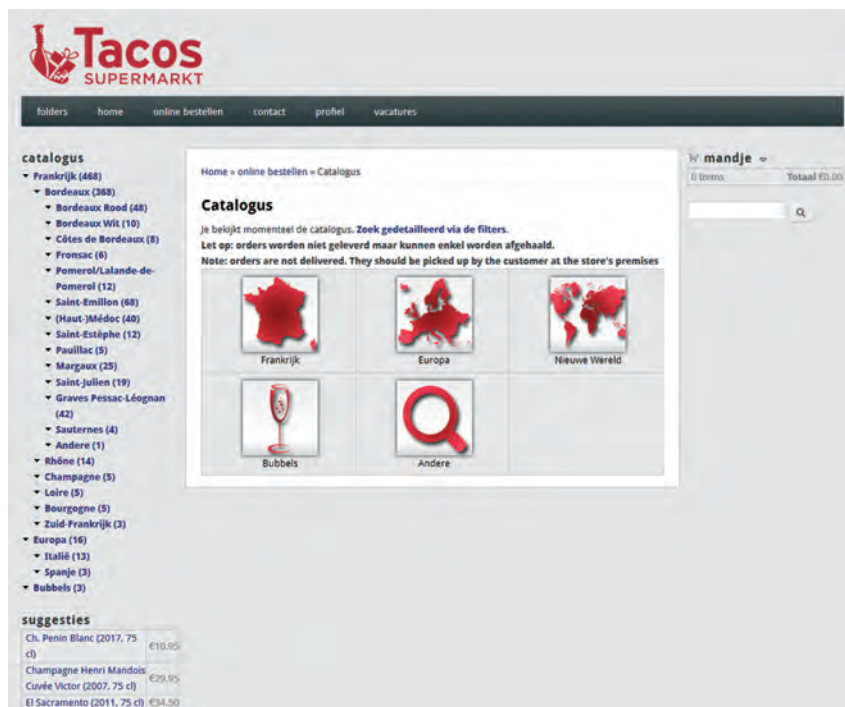 Tacos
SUPERMARKT
folders home online bestellen contact profiel vacatures
catalogus
Frankrijk (468)
Bordeaux (368)
Bordeaux Rood (48)
Bordeaux Wit (10)
Côtes de Bordeaux (8)
Fronsac (6)
Pomerol/Lalande-de-
Pomerol (12)
Saint-Emillon (68)
(Haut-)Médoc (40)
Saint-Estèphe (12)
Pauillac (5)
Margaux (25)
Saint-Julien (19)
Graves Pessac-Léognan
(42)
Sauternes (4)
Andere (1)
Rhône (14)
Champagne (5)
Loire (5)
Bourgogne (5)
Zuid-Frankrijk (3)
Europa (16)
Italië (13)
Spanje (3)
Bubbels (3)
suggesties
Ch. Penin Blanc (2017, 75
cl) €10.95
Champagne Henri Mandois
Cuvée Victor (2007, 75 cl) €29.95
El Sacramento (2011, 75 cl) €34.50
Home » online bestellen » Catalogus
Catalogus
Je bekijkt momenteel de catalogus. Zoek gedetailleerd via de filters.
Let op: orders worden niet geleverd maar kunnen enkel worden afgehaald.
Note: orders are not delivered. They should be picked up by the customer at the store's premises
Frankrijk Europa Nieuwe Wereld
Bubbels Andere
mandje
0 Items Totaal €0.00